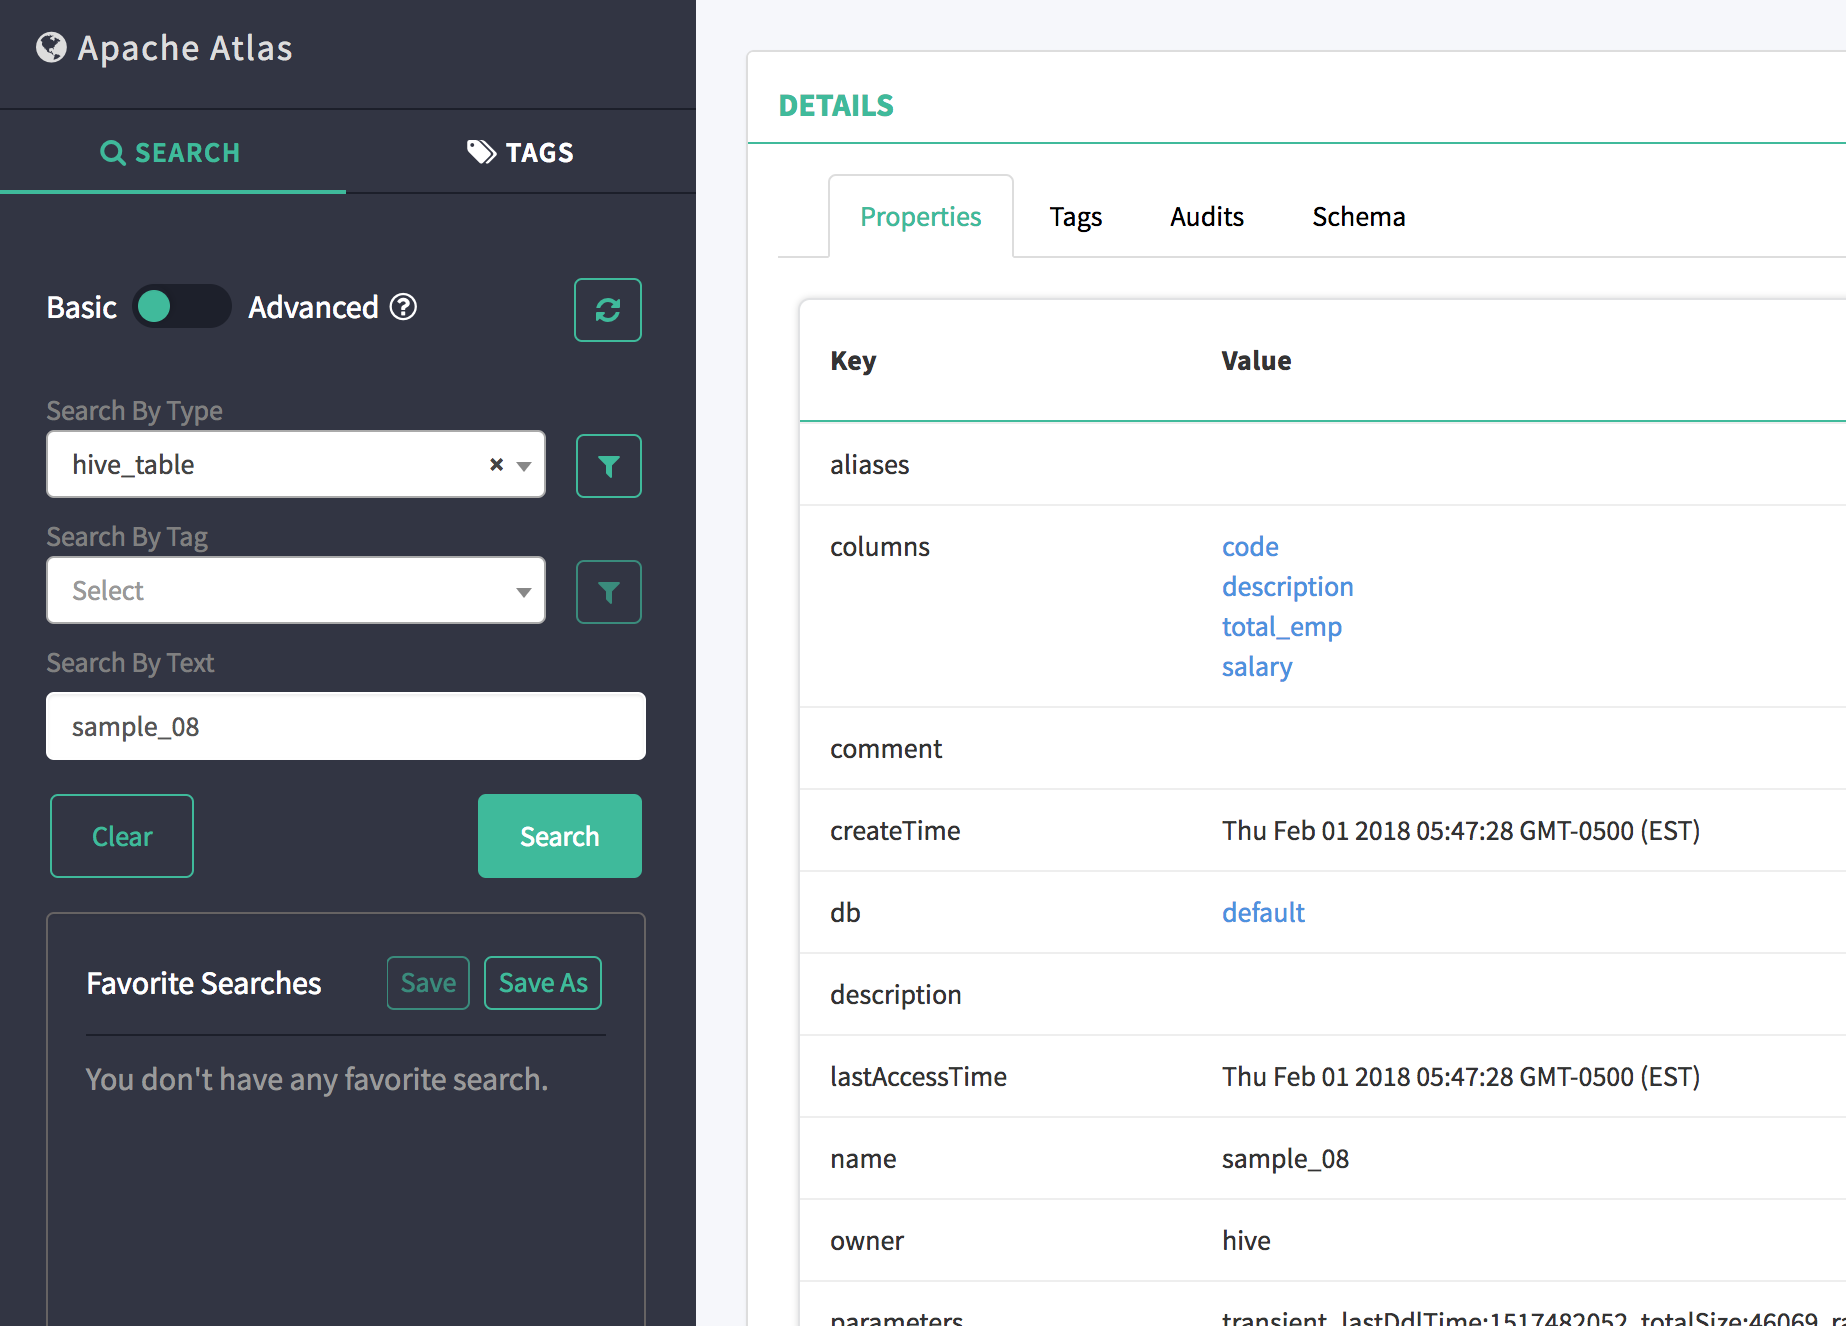 Apache Atlas
SEARCH
TAGS
Basic
Advanced
Search By Type
hive_table
Search By Tag
Select
Search By Text
sample_08
Clear
Search
Favorite Searches
Save
Save As
You don't have any favorite search.
DETAILS
Properties
Tags
Audits
Schema
Key Value
aliases
columns code
description
total_emp
salary
comment
createTime Thu Feb 01 2018 05:47:28 GMT-0500 (EST)
db default
description
lastAccessTime Thu Feb 01 2018 05:47:28 GMT-0500 (EST)
name sample_08
owner hive
parameters transient_lastDdlTime:1517482052, totalSize:46069, ra